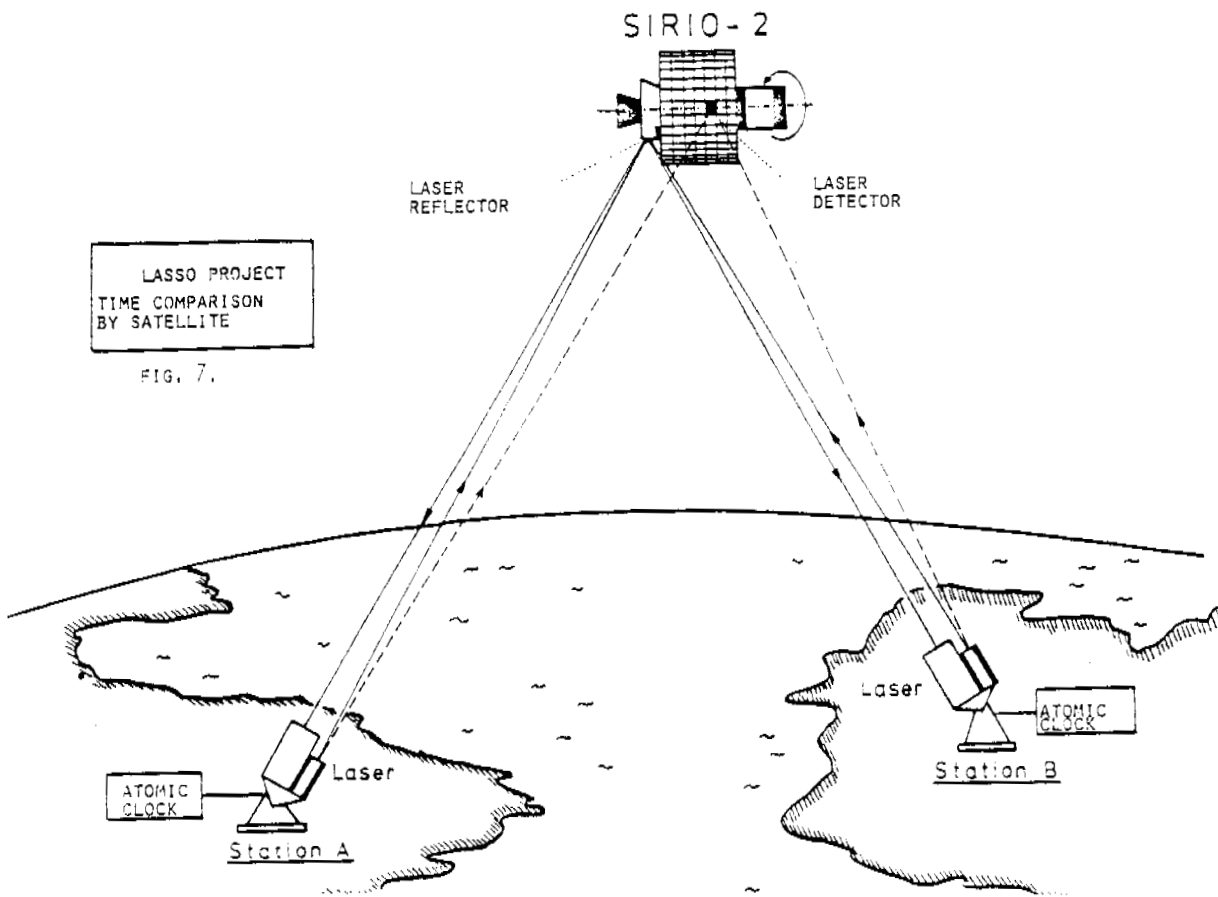 SIRIO-2
LASER
REFLECTOR
LASER
DETECTOR
LASSO PROJECT
TIME COMPARISON
BY SATELLITE
FIG. 7.
Laser
ATOMIC
CLOCK
Station B
Laser
ATOMIC
CLOCK
Station A